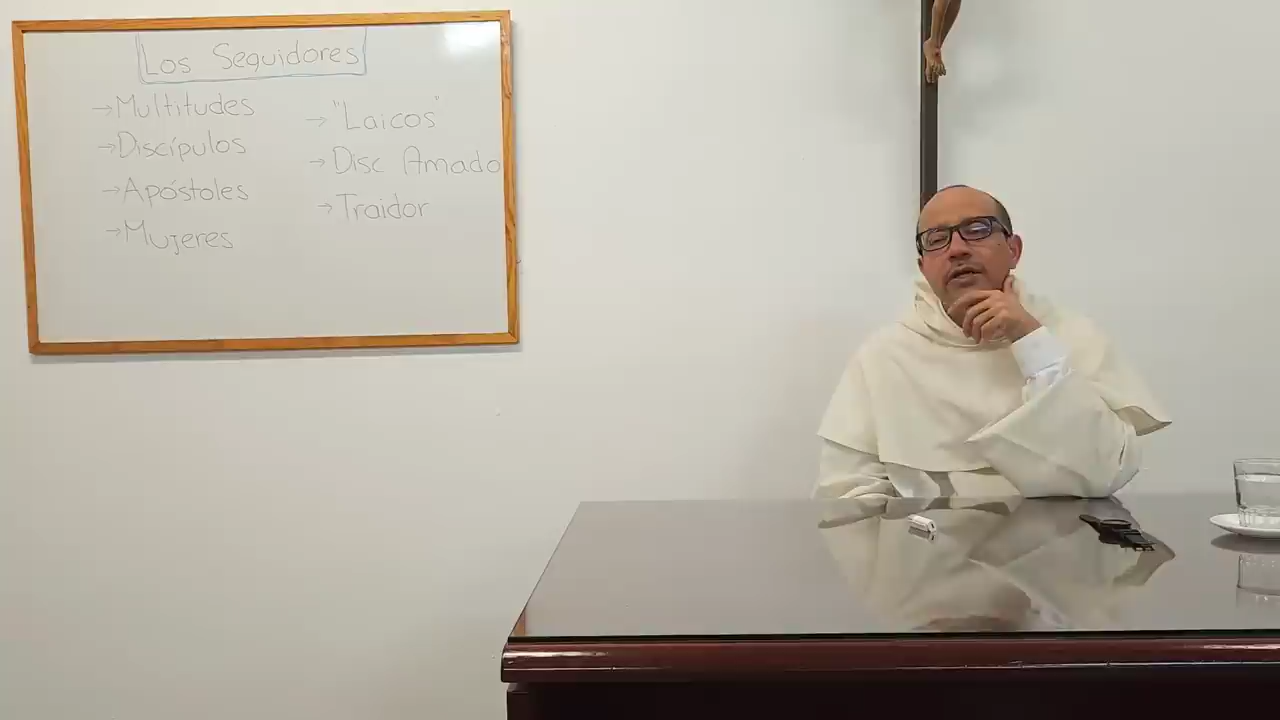 Los Seguidores
→Multitudes
→Discípulos
→Apóstoles
→Mujeres
→"Laicos"
→Disc Amado
→Traidor